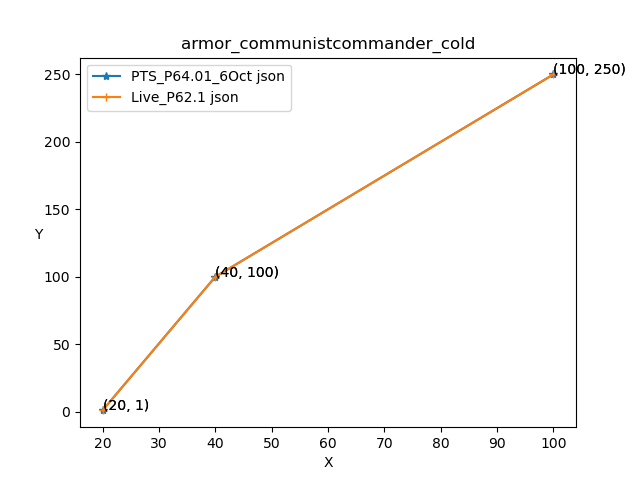 armor_communistcommander_cold
PTS_P64.01_6Oct json
Live_P62.1 json
(100, 250)
(40, 100)
(20, 1)
250
200
150
100
50
0
Y
20 30 40 50 60 70 80 90 100
X